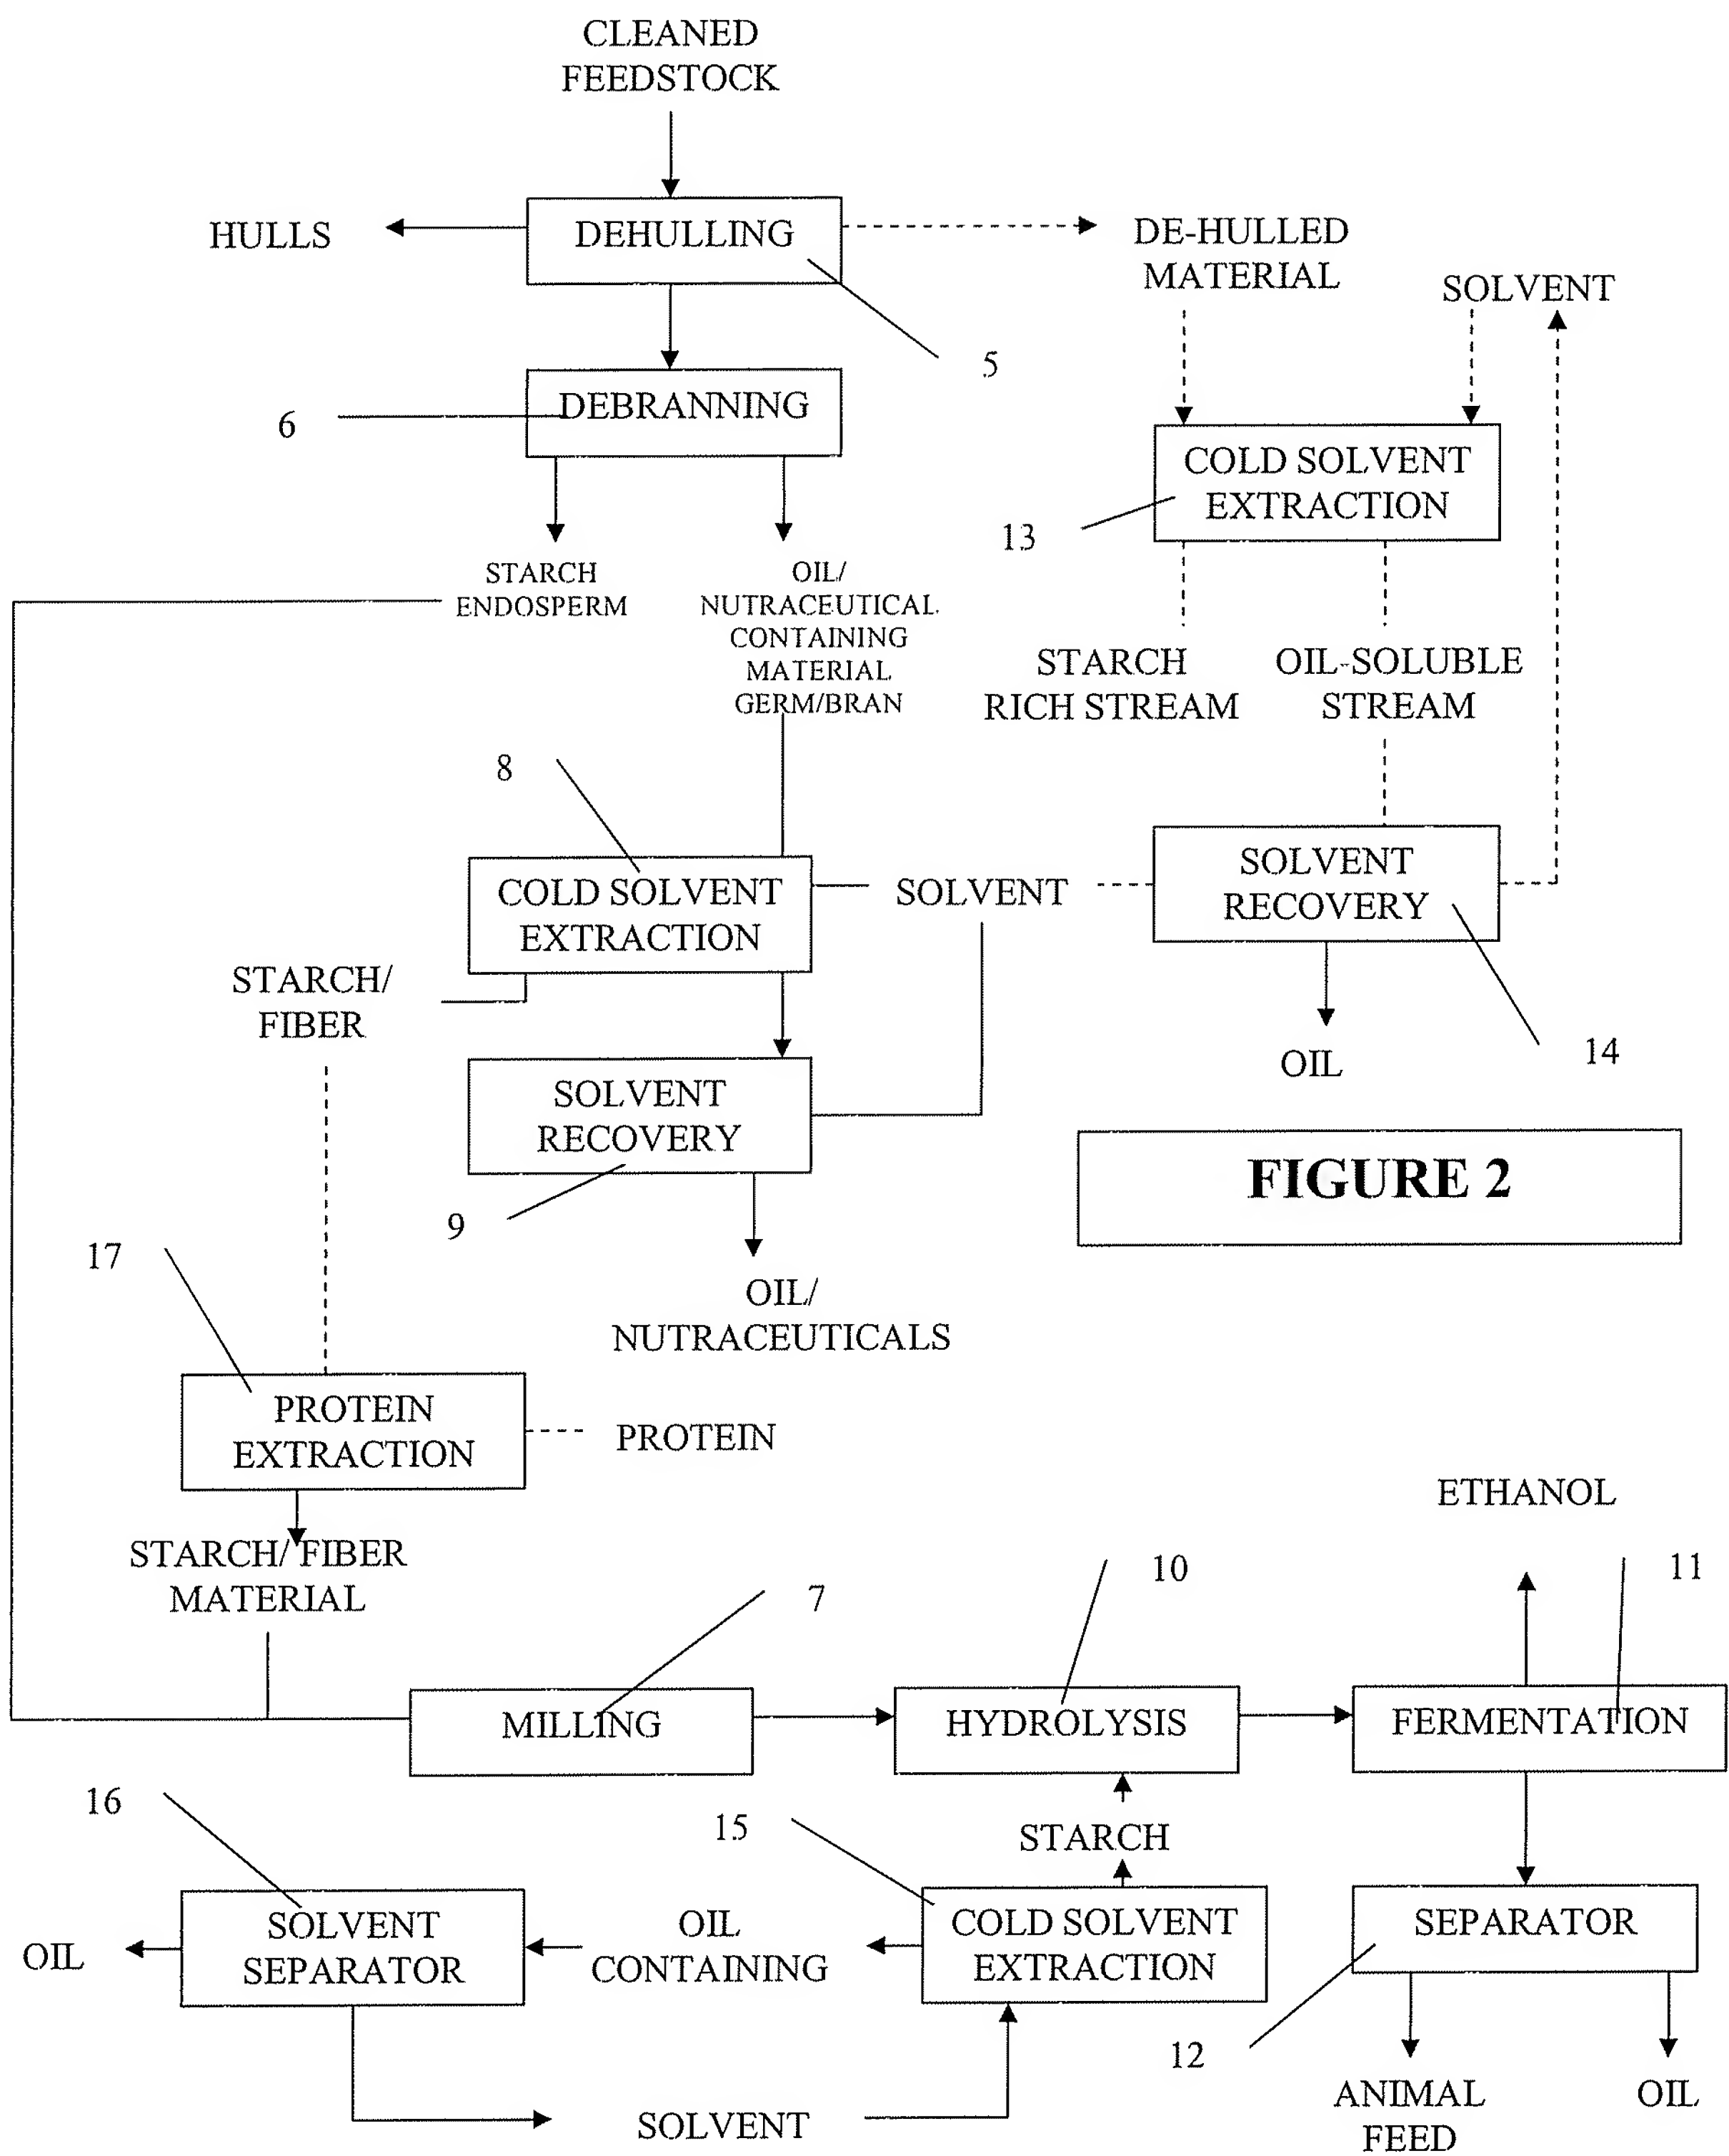 CLEANED
FEEDSTOCK
HULLS
DEHULLING
DE-HULLED
MATERIAL
SOLVENT
5
DEBRANNING
6
COLD SOLVENT
EXTRACTION
13
STARCH
ENDOSPERM
OIL/
NUTRACEUTICAL
CONTAINING
MATERIAL
GERM/BRAN
STARCH
RICH STREAM
OIL-SOLUBLE
STREAM
8
COLD SOLVENT
EXTRACTION
SOLVENT
SOLVENT
RECOVERY
STARCH/
FIBER
14
OIL
SOLVENT
RECOVERY
FIGURE 2
9
17
OIL/
NUTRACEUTICALS
PROTEIN
EXTRACTION
PROTEIN
ETHANOL
STARCH/ FIBER
MATERIAL
7
10
11
MILLING
HYDROLYSIS
FERMENTATION
16
15
STARCH
SOLVENT
SEPARATOR
OIL
OIL
CONTAINING
COLD SOLVENT
EXTRACTION
SEPARATOR
12
SOLVENT
ANIMAL
FEED
OIL